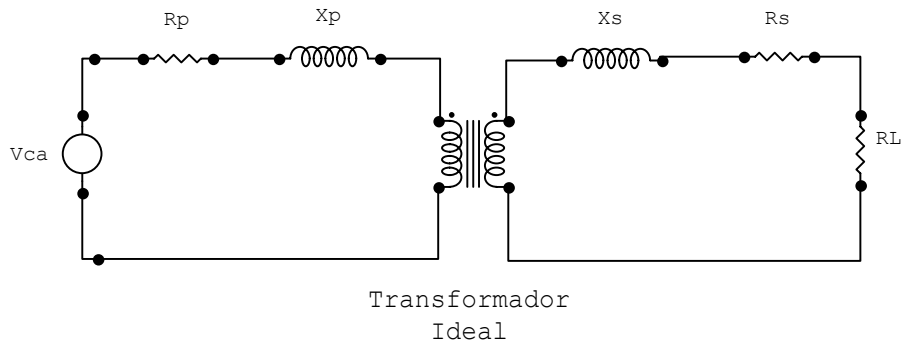 Rp
Xp
Xs
Rs
Vca
RL
Transformador
Ideal